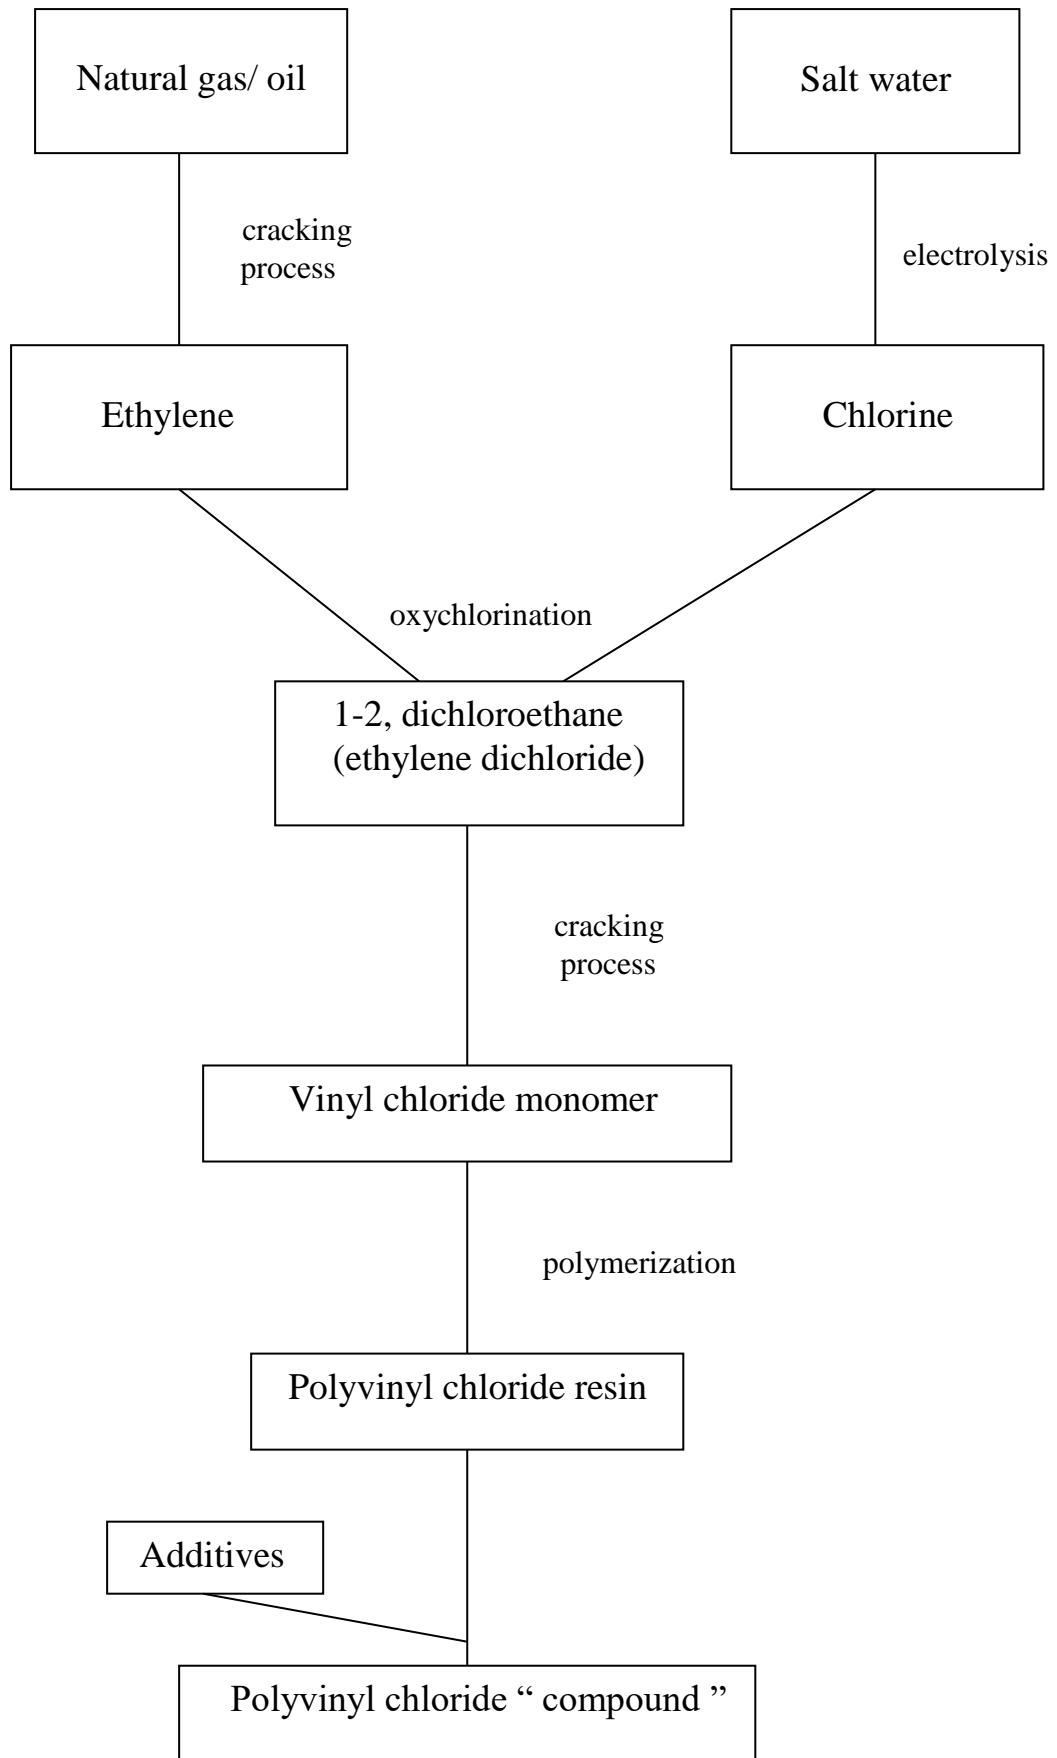 Natural gas/ oil
Salt water
cracking
process
electrolysis
Ethylene
Chlorine
oxychlorination
1-2, dichloroethane
(ethylene dichloride)
cracking
process
Vinyl chloride monomer
polymerization
Polyvinyl chloride resin
Additives
Polyvinyl chloride “ compound ”